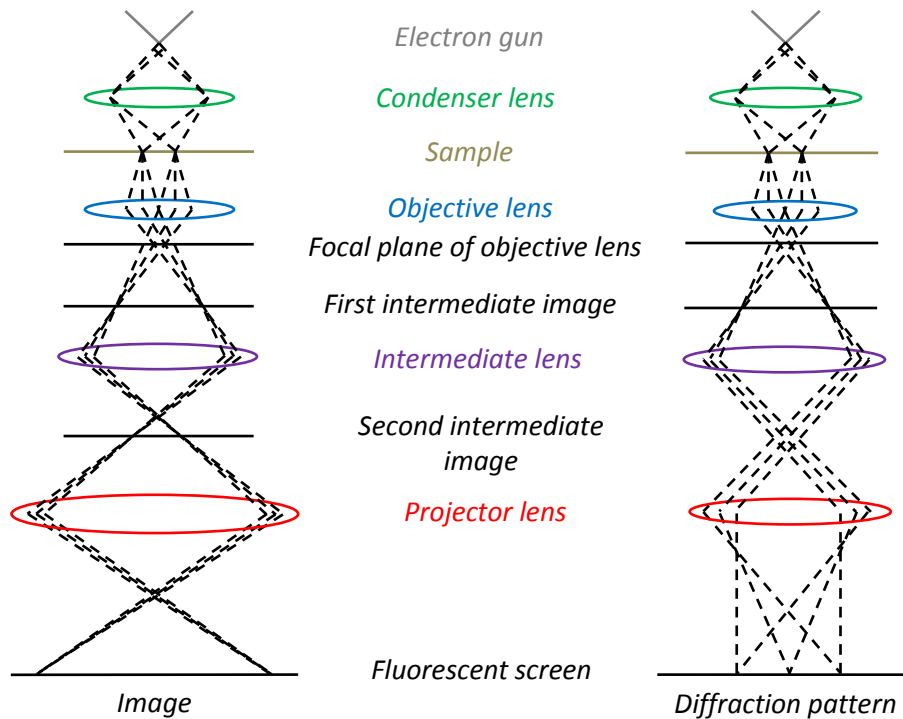 Electron gun
Condenser lens
Sample
Objective lens
Focal plane of objective lens
First intermediate image
Intermediate lens
Second intermediate
image
Projector lens
Fluorescent screen
Image
Diffraction pattern